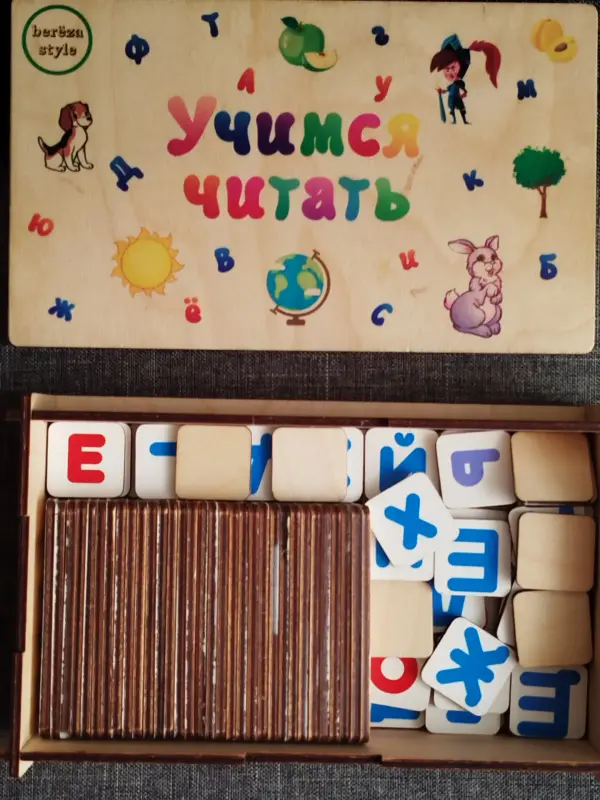 berëza
style
Ф
Т
Г
А
У
М
Учимся
Д
К
читать
Ю
В
И
Б
Ж
Ё
С
Е
Й
Ь
Х
Ш
Ж
Ю